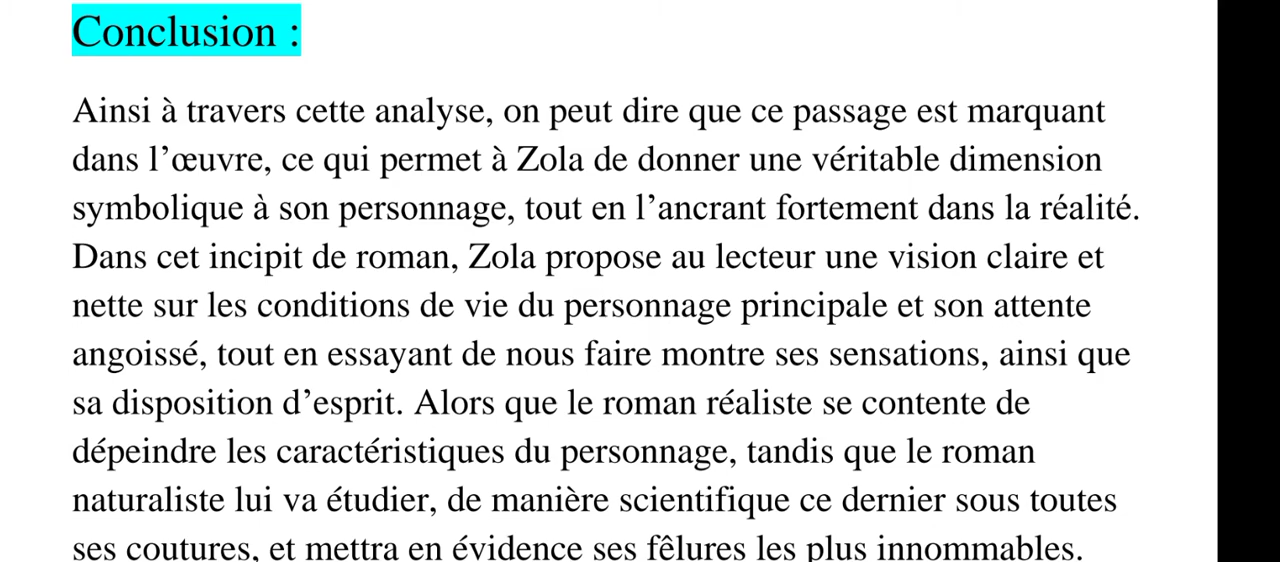 Conclusion :
Ainsi à travers cette analyse, on peut dire que ce passage est marquant
dans l’œuvre, ce qui permet à Zola de donner une véritable dimension
symbolique à son personnage, tout en l’ancrant fortement dans la réalité.
Dans cet incipit de roman, Zola propose au lecteur une vision claire et
nette sur les conditions de vie du personnage principale et son attente
angoissé, tout en essayant de nous faire montre ses sensations, ainsi que
sa disposition d’esprit. Alors que le roman réaliste se contente de
dépeindre les caractéristiques du personnage, tandis que le roman
naturaliste lui va étudier, de manière scientifique ce dernier sous toutes
ses coutures, et mettra en évidence ses fêlures les plus innommables.